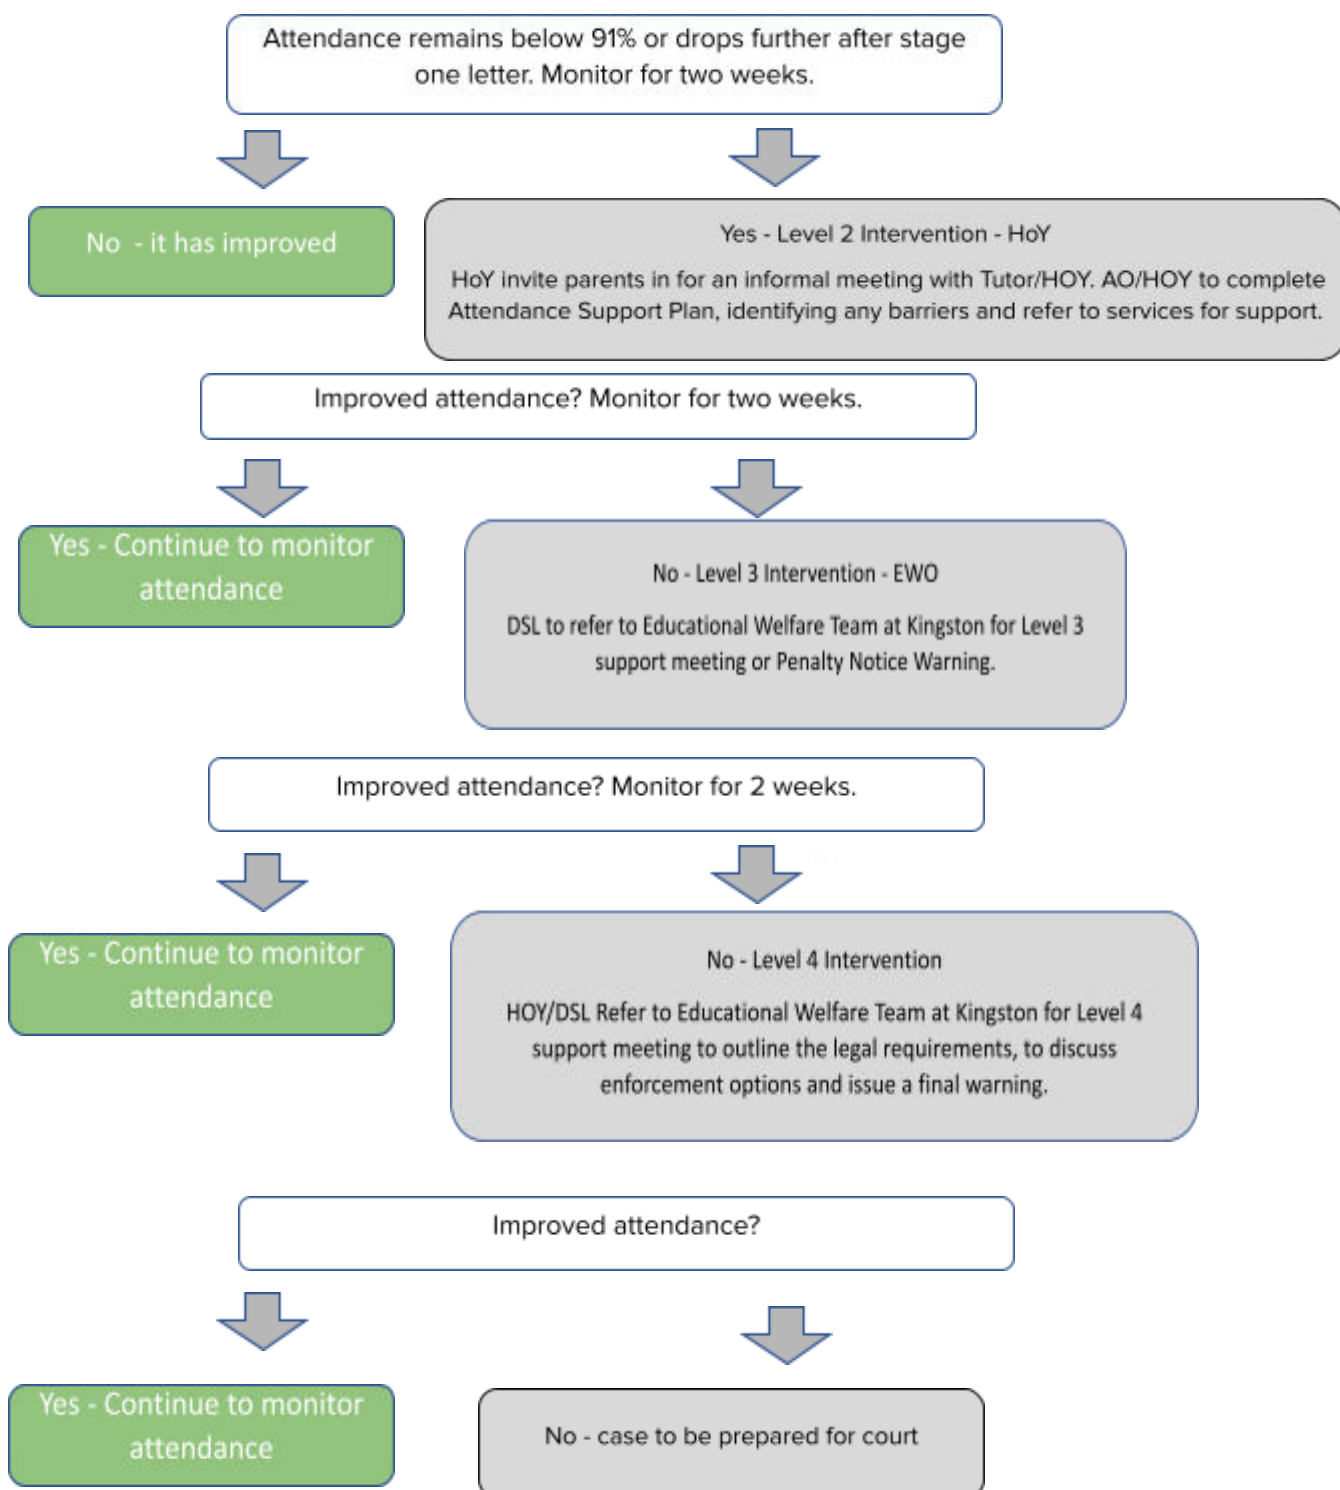 Attendance remains below 91% or drops further after stage
one letter. Monitor for two weeks.
No - it has improved
Yes - Level 2 Intervention - HoY
HoY invite parents in for an informal meeting with Tutor/HOY. AO/HOY to complete
Attendance Support Plan, identifying any barriers and refer to services for support.
Improved attendance? Monitor for two weeks.
Yes - Continue to monitor
attendance
No - Level 3 Intervention - EWO
DSL to refer to Educational Welfare Team at Kingston for Level 3
support meeting or Penalty Notice Warning.
Improved attendance? Monitor for 2 weeks.
Yes - Continue to monitor
attendance
No - Level 4 Intervention
HOY/DSL Refer to Educational Welfare Team at Kingston for Level 4
support meeting to outline the legal requirements, to discuss
enforcement options and issue a final warning.
Improved attendance?
Yes - Continue to monitor
attendance
No - case to be prepared for court